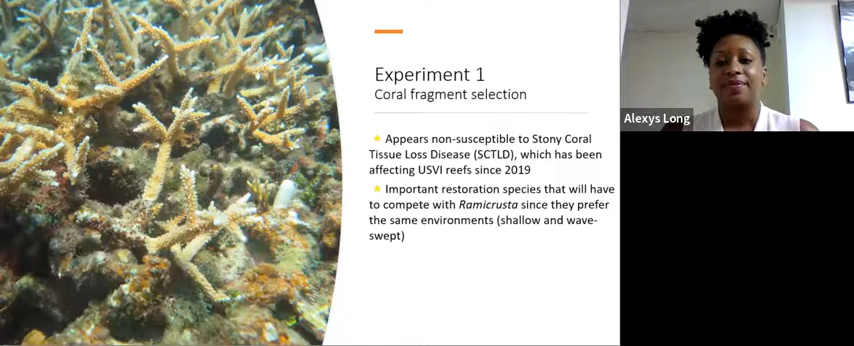 Experiment 1
Coral fragment selection
Appears non-susceptible to Stony Coral
Tissue Loss Disease (SCTLD), which has been
affecting USVI reefs since 2019
Important restoration species that will have
to compete with Ramicrusta since they prefer
the same environments (shallow and wave-
swept)
Alexys Long